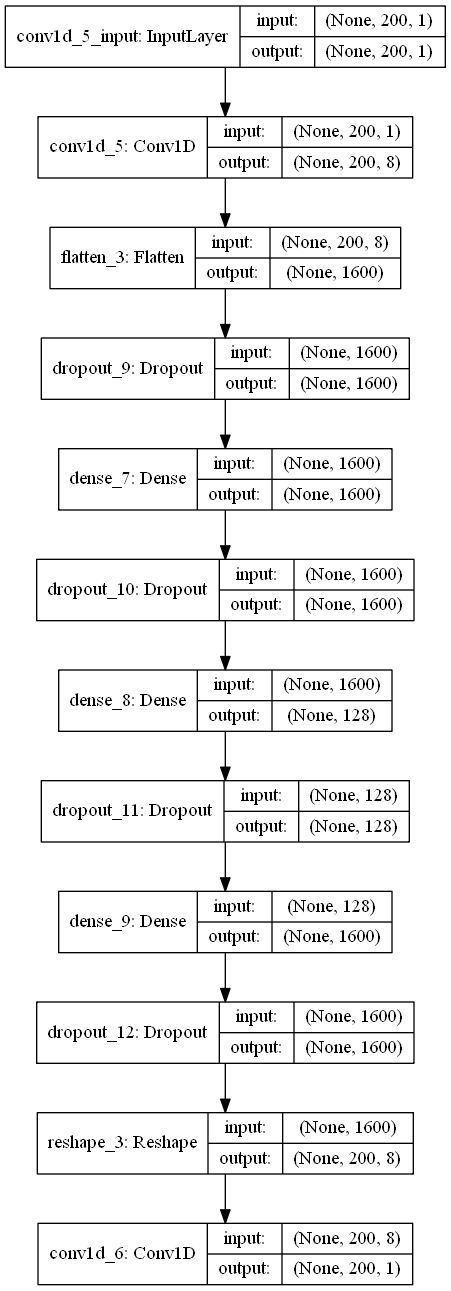 conv1d_5_input: InputLayer
input: (None, 200, 1)
output: (None, 200, 1)
conv1d_5: Conv1D
input: (None, 200, 1)
output: (None, 200, 8)
flatten_3: Flatten
input: (None, 200, 8)
output: (None, 1600)
dropout_9: Dropout
input: (None, 1600)
output: (None, 1600)
dense_7: Dense
input: (None, 1600)
output: (None, 1600)
dropout_10: Dropout
input: (None, 1600)
output: (None, 1600)
dense_8: Dense
input: (None, 1600)
output: (None, 128)
dropout_11: Dropout
input: (None, 128)
output: (None, 128)
dense_9: Dense
input: (None, 128)
output: (None, 1600)
dropout_12: Dropout
input: (None, 1600)
output: (None, 1600)
reshape_3: Reshape
input: (None, 1600)
output: (None, 200, 8)
conv1d_6: Conv1D
input: (None, 200, 8)
output: (None, 200, 1)